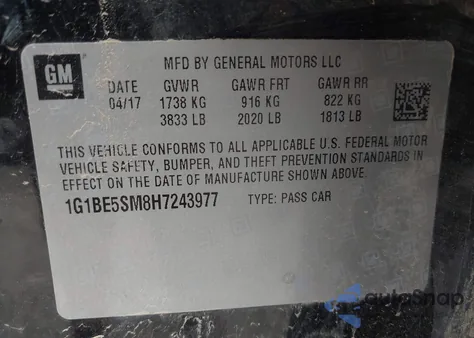 GM
MFD BY GENERAL MOTORS LLC
DATE GVWR GAWR FRT GAWR RR
04/17 1738 KG 916 KG 822 KG
3833 LB 2020 LB 1813 LB
THIS VEHICLE CONFORMS TO ALL APPLICABLE U.S. FEDERAL MOTOR
VEHICLE SAFETY, BUMPER, AND THEFT PREVENTION STANDARDS IN
EFFECT ON THE DATE OF MANUFACTURE SHOWN ABOVE.
1G1BE5SM8H7243977 TYPE: PASS CAR
autoSnap